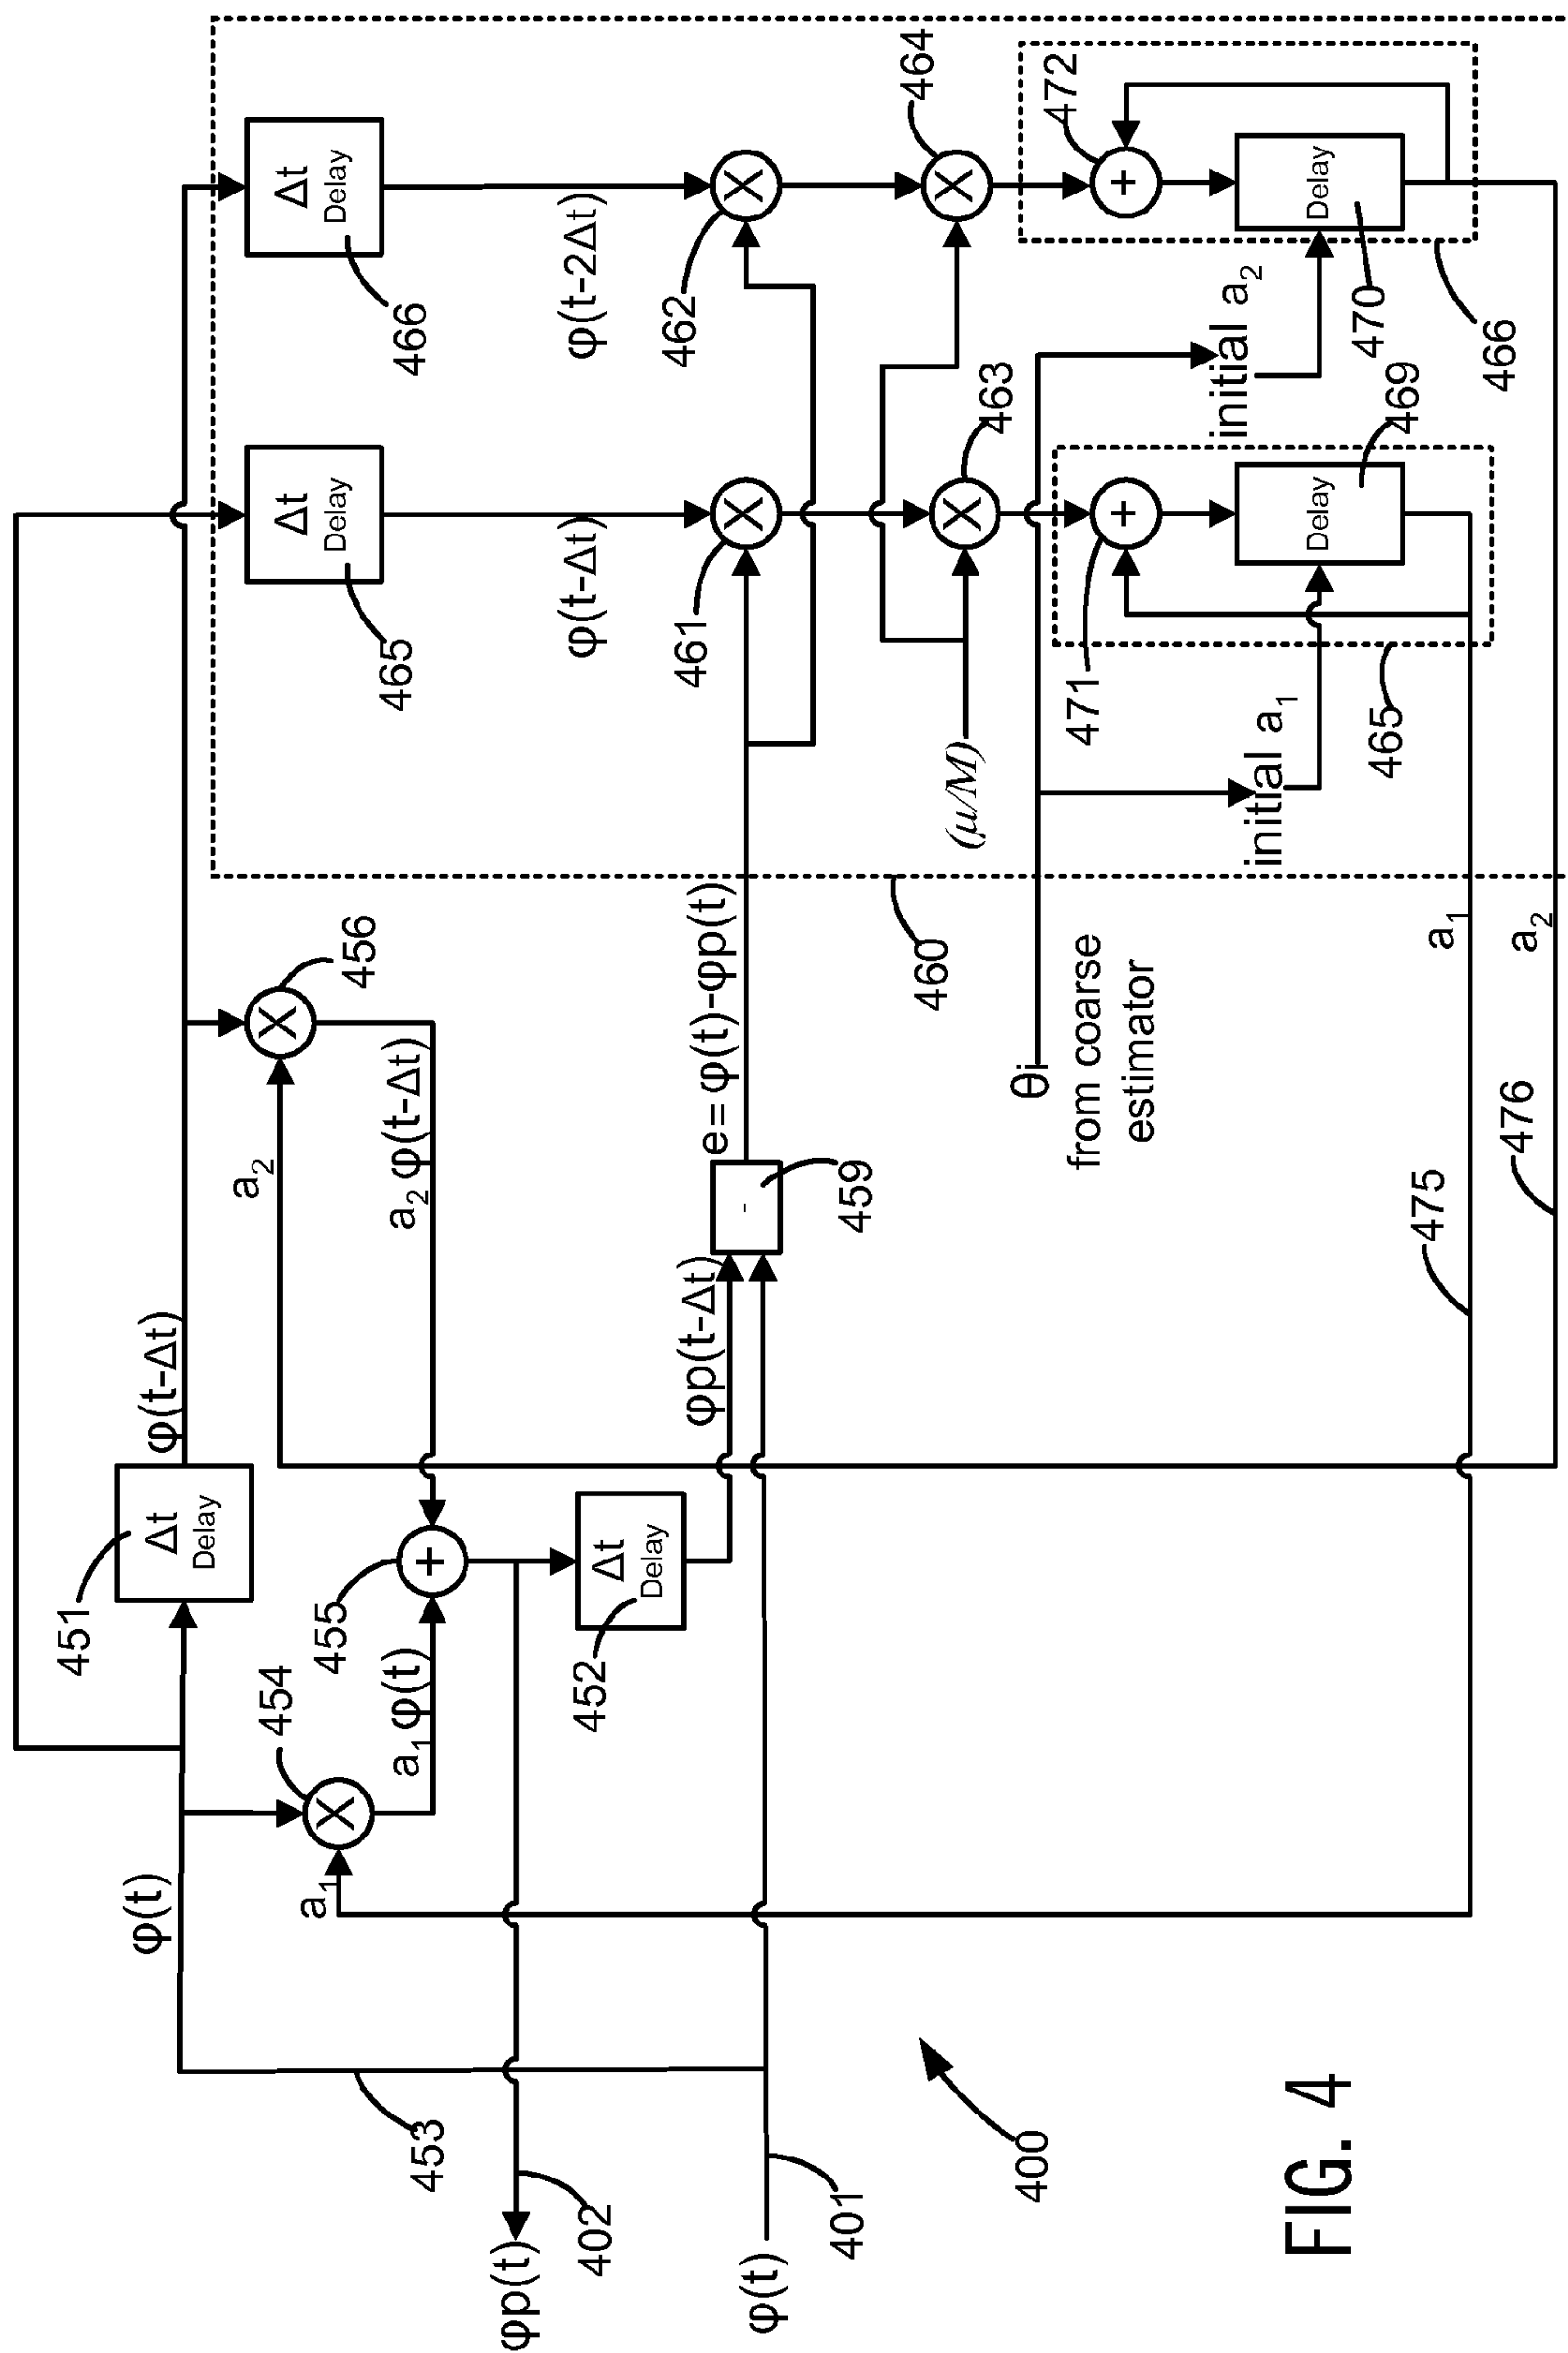 φ(t)
453
454
a₁
451
Δt
Delay
φ(t-Δt)
455
a₁ φ(t)
a₂
456
a₂ φ(t-Δt)
452
Δt
Delay
φp(t)
402
φ(t)
401
φp(t-Δt)
-
459
e= φ(t)-φp(t)
460
θi
from coarse
estimator
475
476
a₁
a₂
465
Δt
Delay
466
Δt
Delay
φ(t-Δt)
φ(t-2Δt)
461
462
(μ/M)
463
464
471
+
472
+
initial a₁
initial a₂
Delay
469
Delay
470
465
466
X
X
+
X
X
X
X
400
FIG. 4